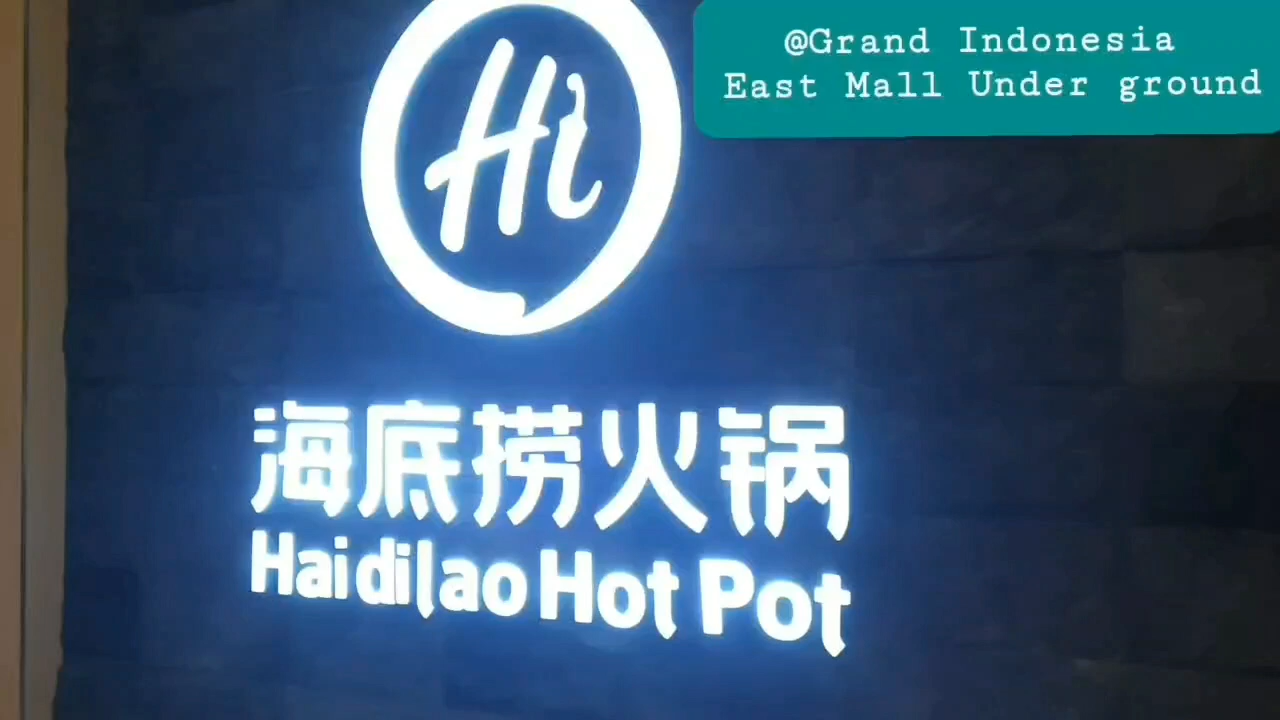 @Grand Indonesia
East Mall Under ground
Hi
海底捞火锅
Haidilao Hot Pot